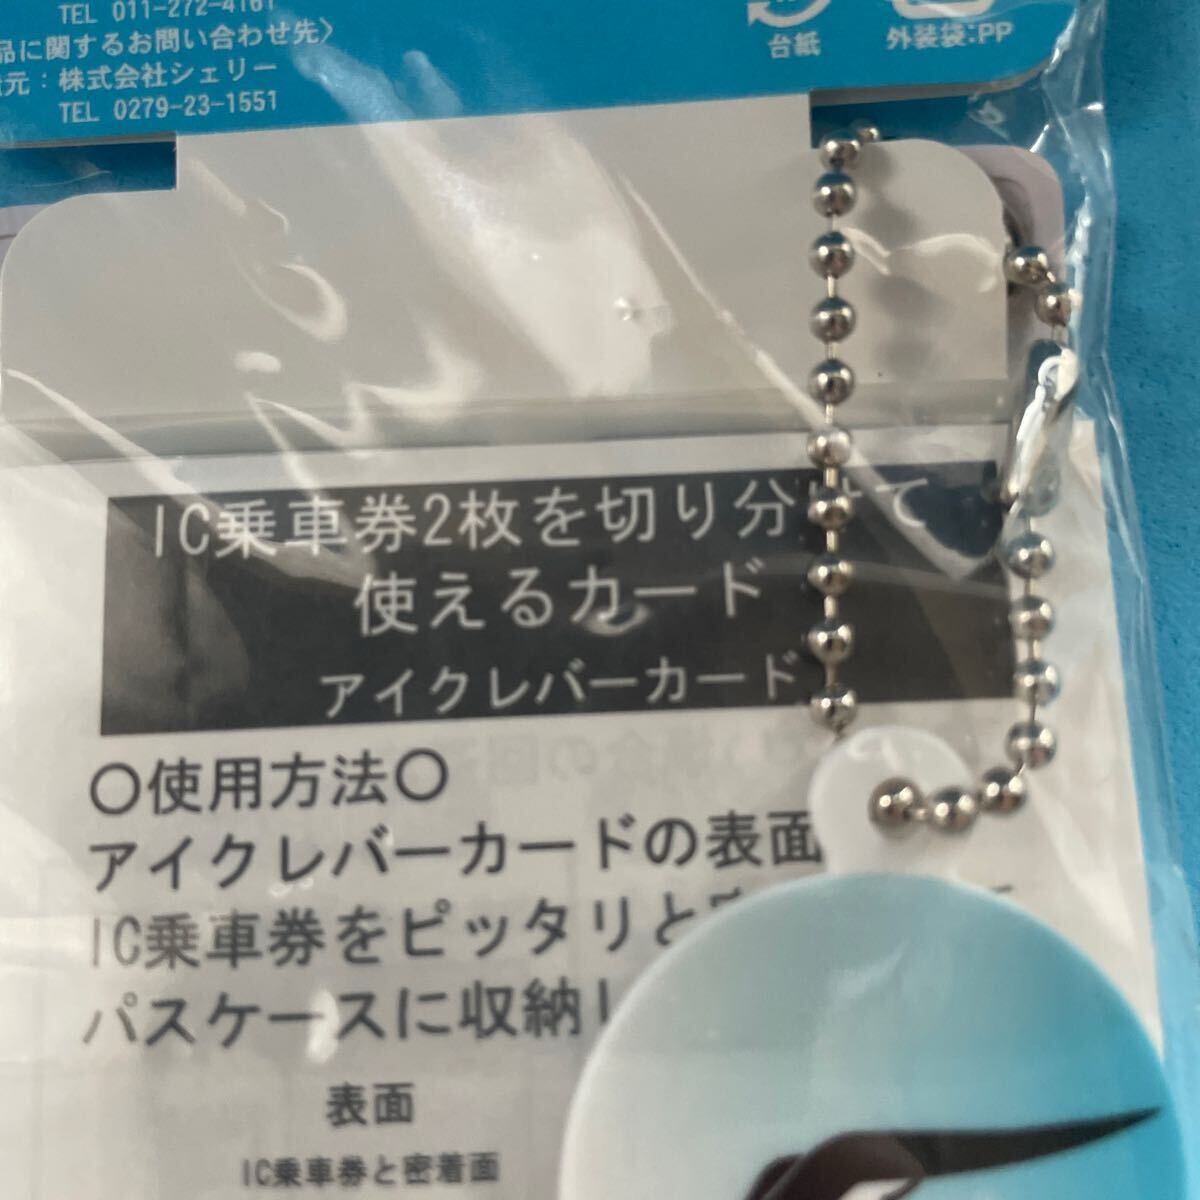 TEL 011-272-4161
品に関するお問い合わせ先〉
元：株式会社シェリー
TEL 0279-23-1551
台紙
外装袋:PP
IC乗車券2枚を切り分けて
使えるカード
アイクレバーカード
○使用方法○
アイクレバーカードの表面
IC乗車券をピッタリと
パスケースに収納し
表面
IC乗車券と密着面